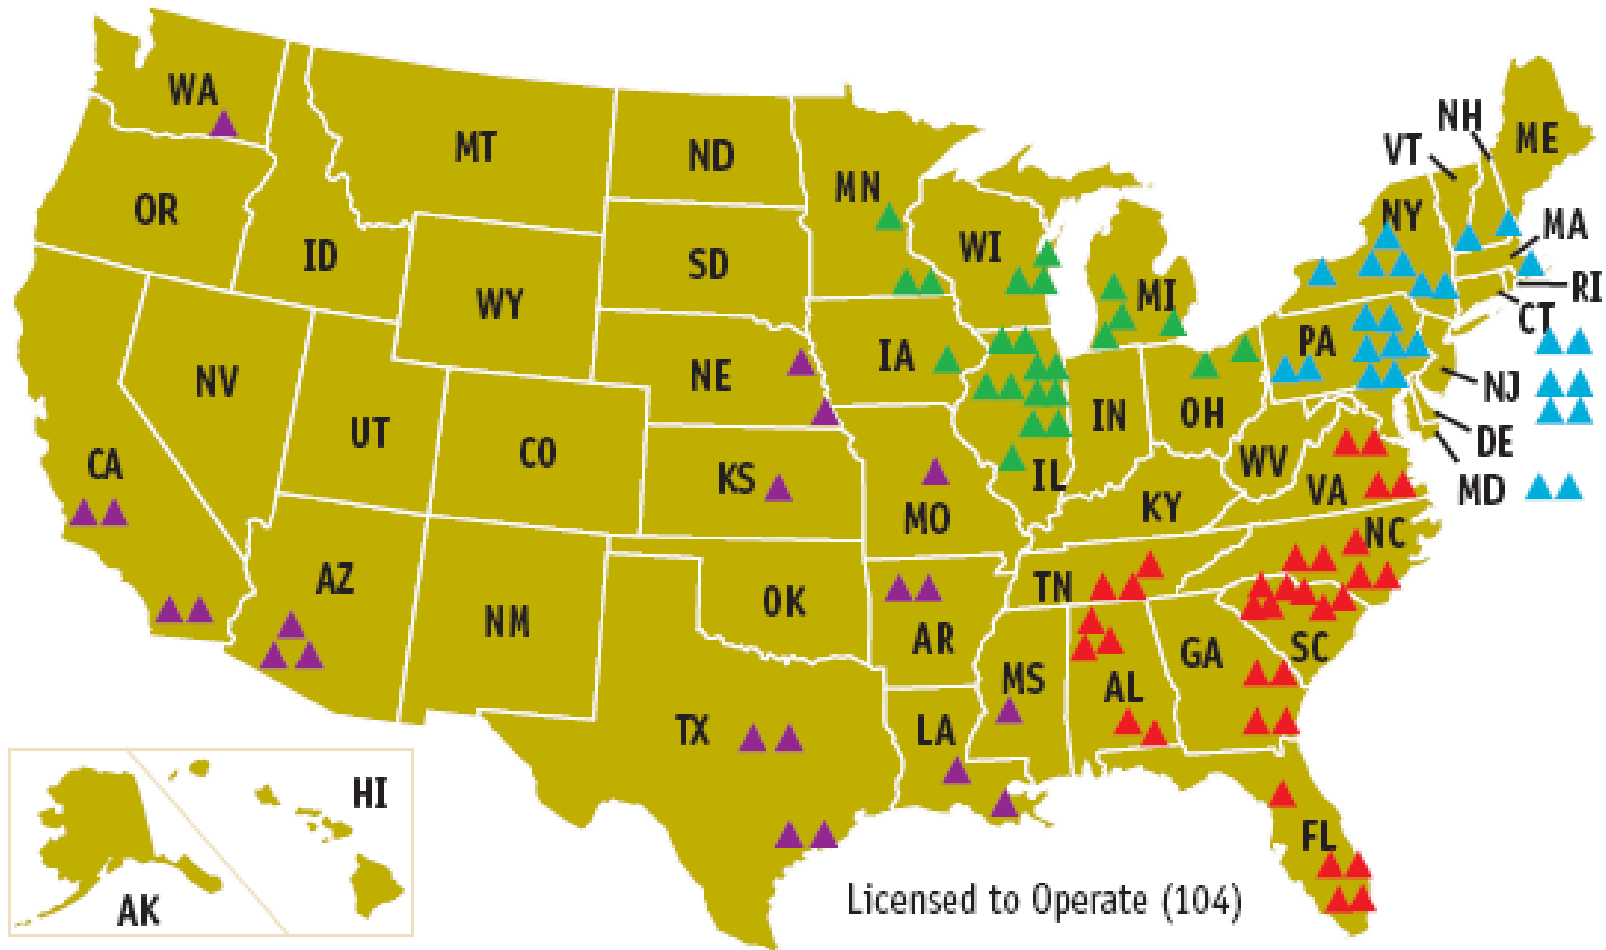 WA
MT
ND
MN
OR
ID
SD
WI
WY
MI
NY
VT
NH
ME
MA
RI
CT
NV
UT
CO
NE
IA
IL
IN
OH
PA
NJ
DE
MD
CA
KS
MO
KY
WV
VA
AZ
NM
OK
AR
TN
NC
SC
TX
LA
MS
AL
GA
FL
HI
AK
Licensed to Operate (104)